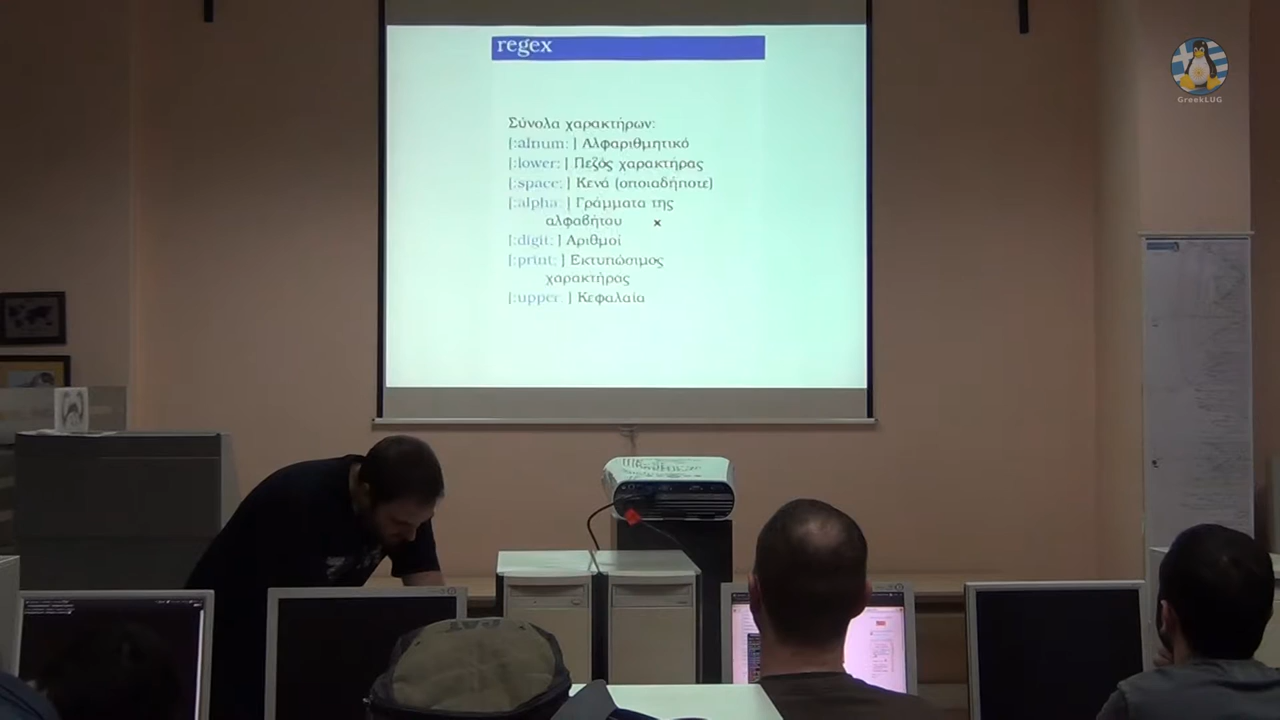 regex
GreekLUG
Σύνολα χαρακτήρων:
[:alnum: ] Αλφαριθμητικό
[:lower: ] Πεζός χαρακτήρας
[:space: ] Κενά (οποιαδήποτε)
[:alpha: ] Γράμματα της
αλφαβήτου
[:digit: ] Αριθμοί
[:print: ] Εκτυπώσιμος
χαρακτήρας
[:upper: ] Κεφαλαία